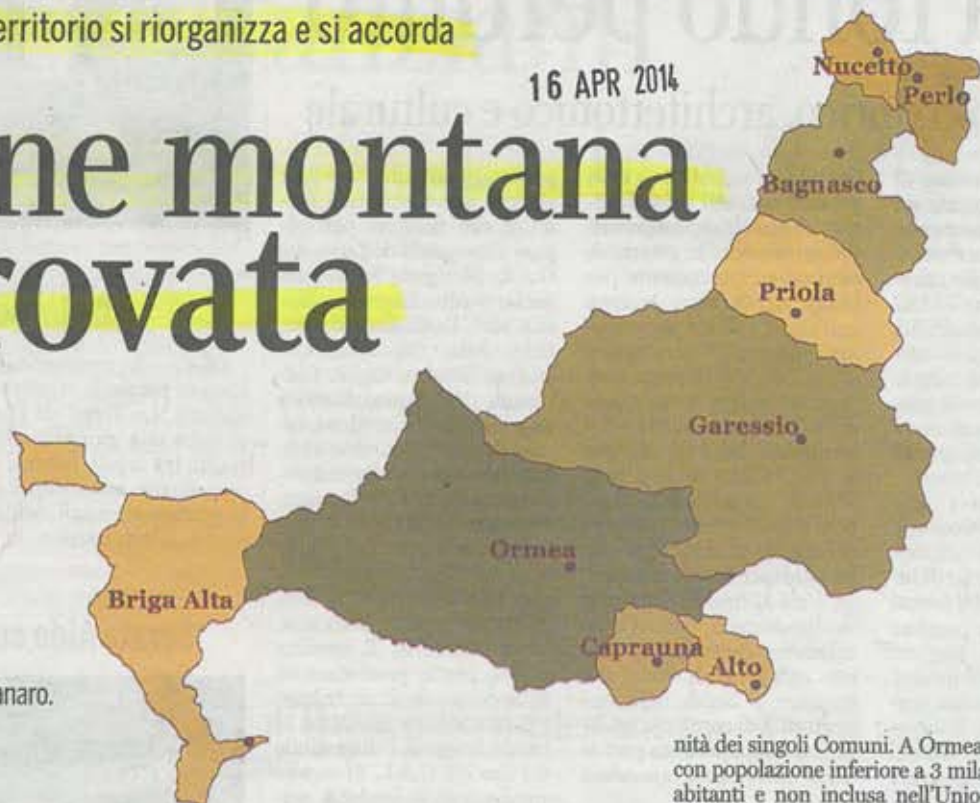 erritorio si riorganizza e si accorda
16 APR 2014
ne montana
rovata
Nucetto
Perlo
Bagnasco
Priola
Garessio
Ormea
Briga Alta
Caprauna
Alto
anaro.
nità dei singoli Comuni. A Ormea
con popolazione inferiore a 3 mila
abitanti e non inclusa nell'Unio